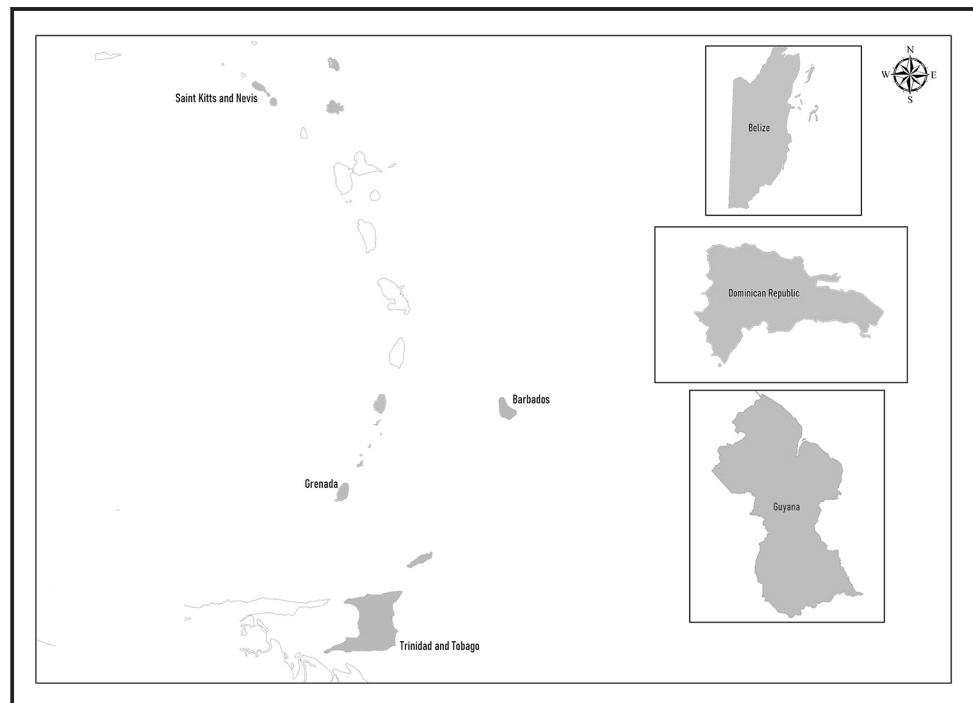 N
W E
S
Saint Kitts and Nevis
Belize
Dominican Republic
Barbados
Grenada
Guyana
Trinidad and Tobago